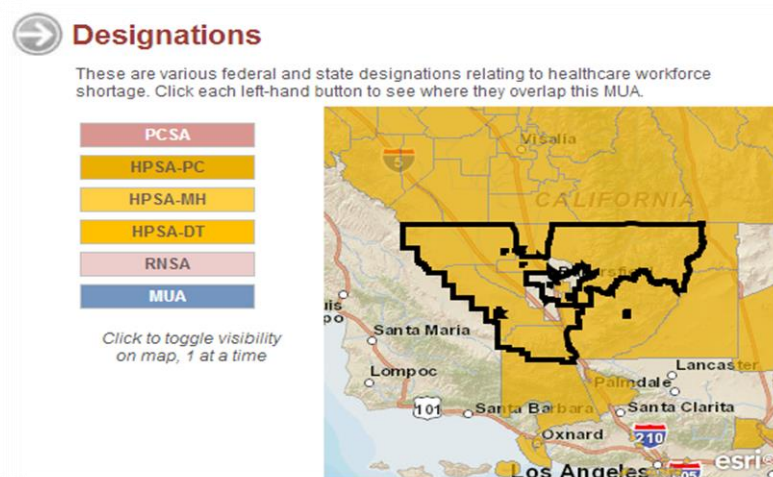 Designations
These are various federal and state designations relating to healthcare workforce
shortage. Click each left-hand button to see where they overlap this MUA.
PCSA
HPSA-PC
HPSA-MH
HPSA-DT
RNSA
MUA
Click to toggle visibility
on map, 1 at a time
Visalia
5
CALIFORNIA
Santa Maria
Lompoc
Lancaster
Palmdale
101
Santa Barbara
Santa Clarita
Oxnard
210
Los Angeles
esri